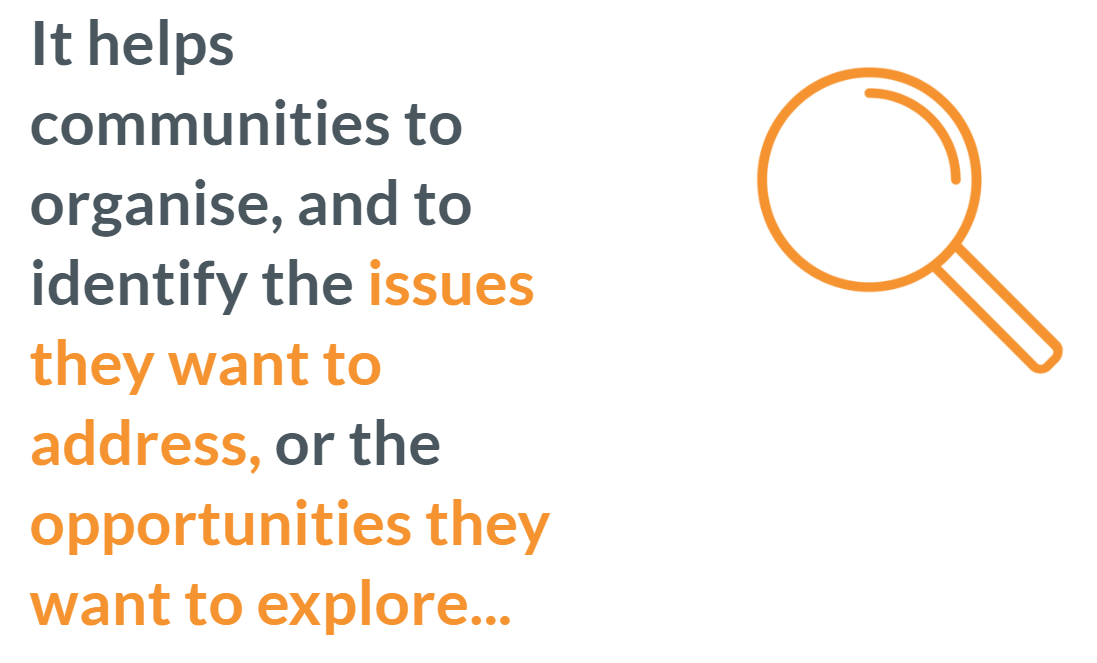 It helps
communities to
organise, and to
identify the issues
they want to
address, or the
opportunities they
want to explore...